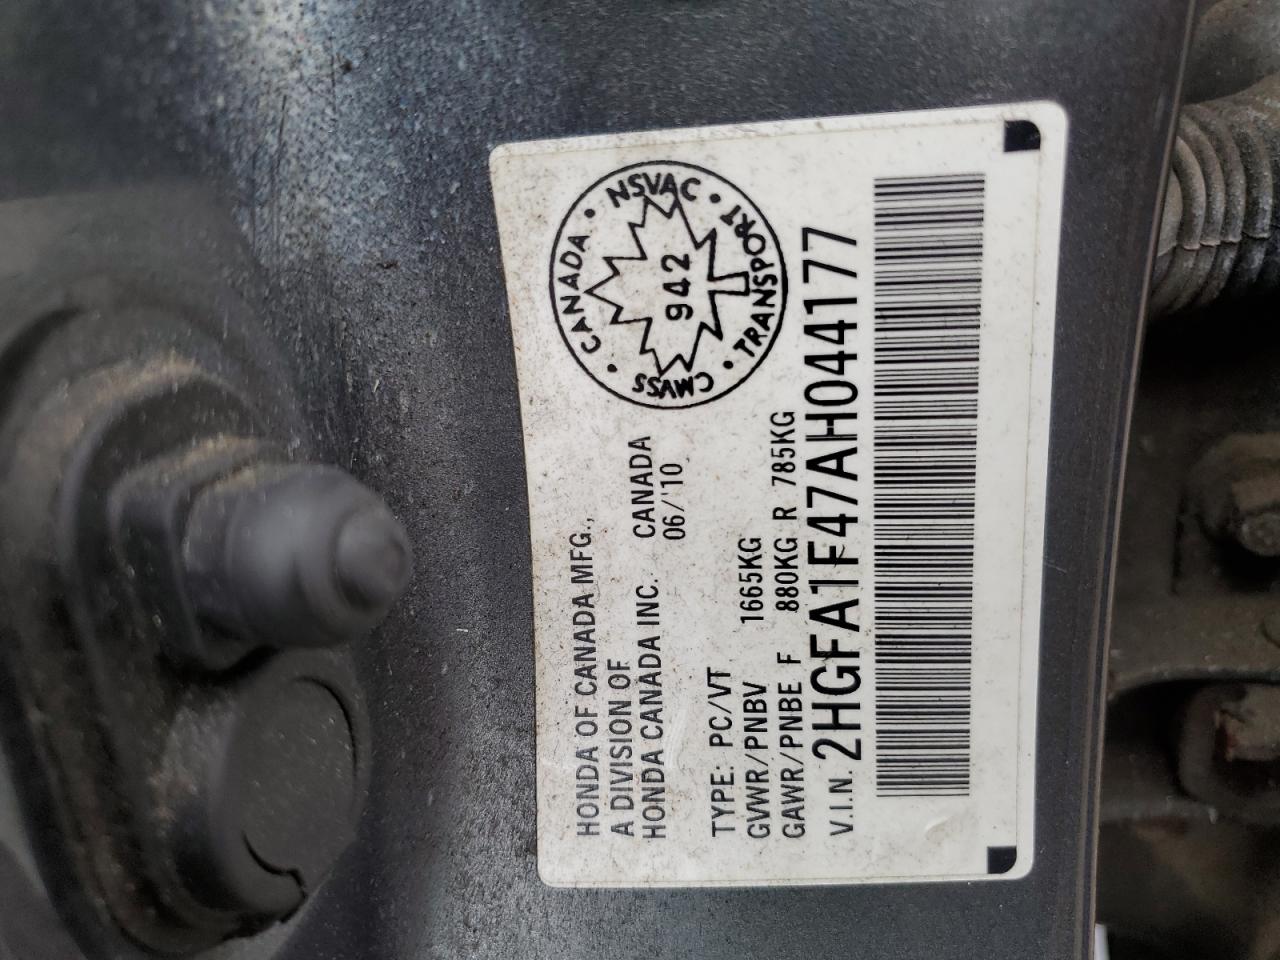 HONDA OF CANADA MFG.,
A DIVISION OF
HONDA CANADA INC. CANADA
06/'10
CANADA • NSVAC • TRANSPORT • CMVSS •
942
TYPE: PC/VT
GVWR/PNBV 1665KG
GAWR/PNBE F 880KG R 785KG
V.I.N. 2HGFA1F47AH044177